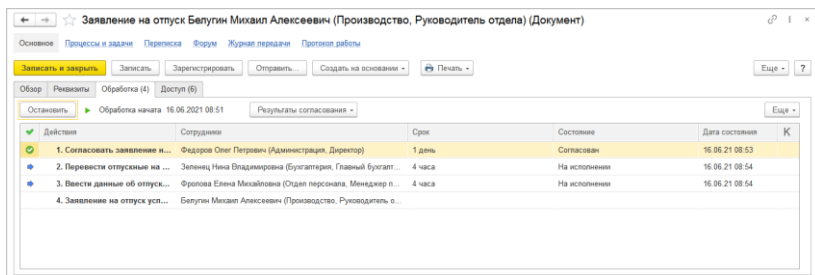 Заявление на отпуск Белугин Михаил Алексеевич (Производство, Руководитель отдела) (Документ)
Основное Процессы и задачи Переписка Форум Журнал передачи Протокол работы
Записать и закрыть Записать Зарегистрировать Отправить... Создать на основании Печать Еще ?
Обзор Реквизиты Обработка (4) Доступ (6)
Остановить Обработка начата 16.06.2021 08:51 Результаты согласования Еще
Действия Сотрудники Срок Состояние Дата состояния К
1. Согласовать заявление н... Федоров Олег Петрович (Администрация, Директор) 1 день Согласован 16.06.21 08:53
2. Перевести отпускные на ... Зеленец Нина Владимировна (Бухгалтерия, Главный бухгалт... 4 часа На исполнении 16.06.21 08:54
3. Ввести данные об отпуск... Фролова Елена Михайловна (Отдел персонала, Менеджер п... 4 часа На исполнении 16.06.21 08:54
4. Заявление на отпуск усп... Белугин Михаил Алексеевич (Производство, Руководитель о...